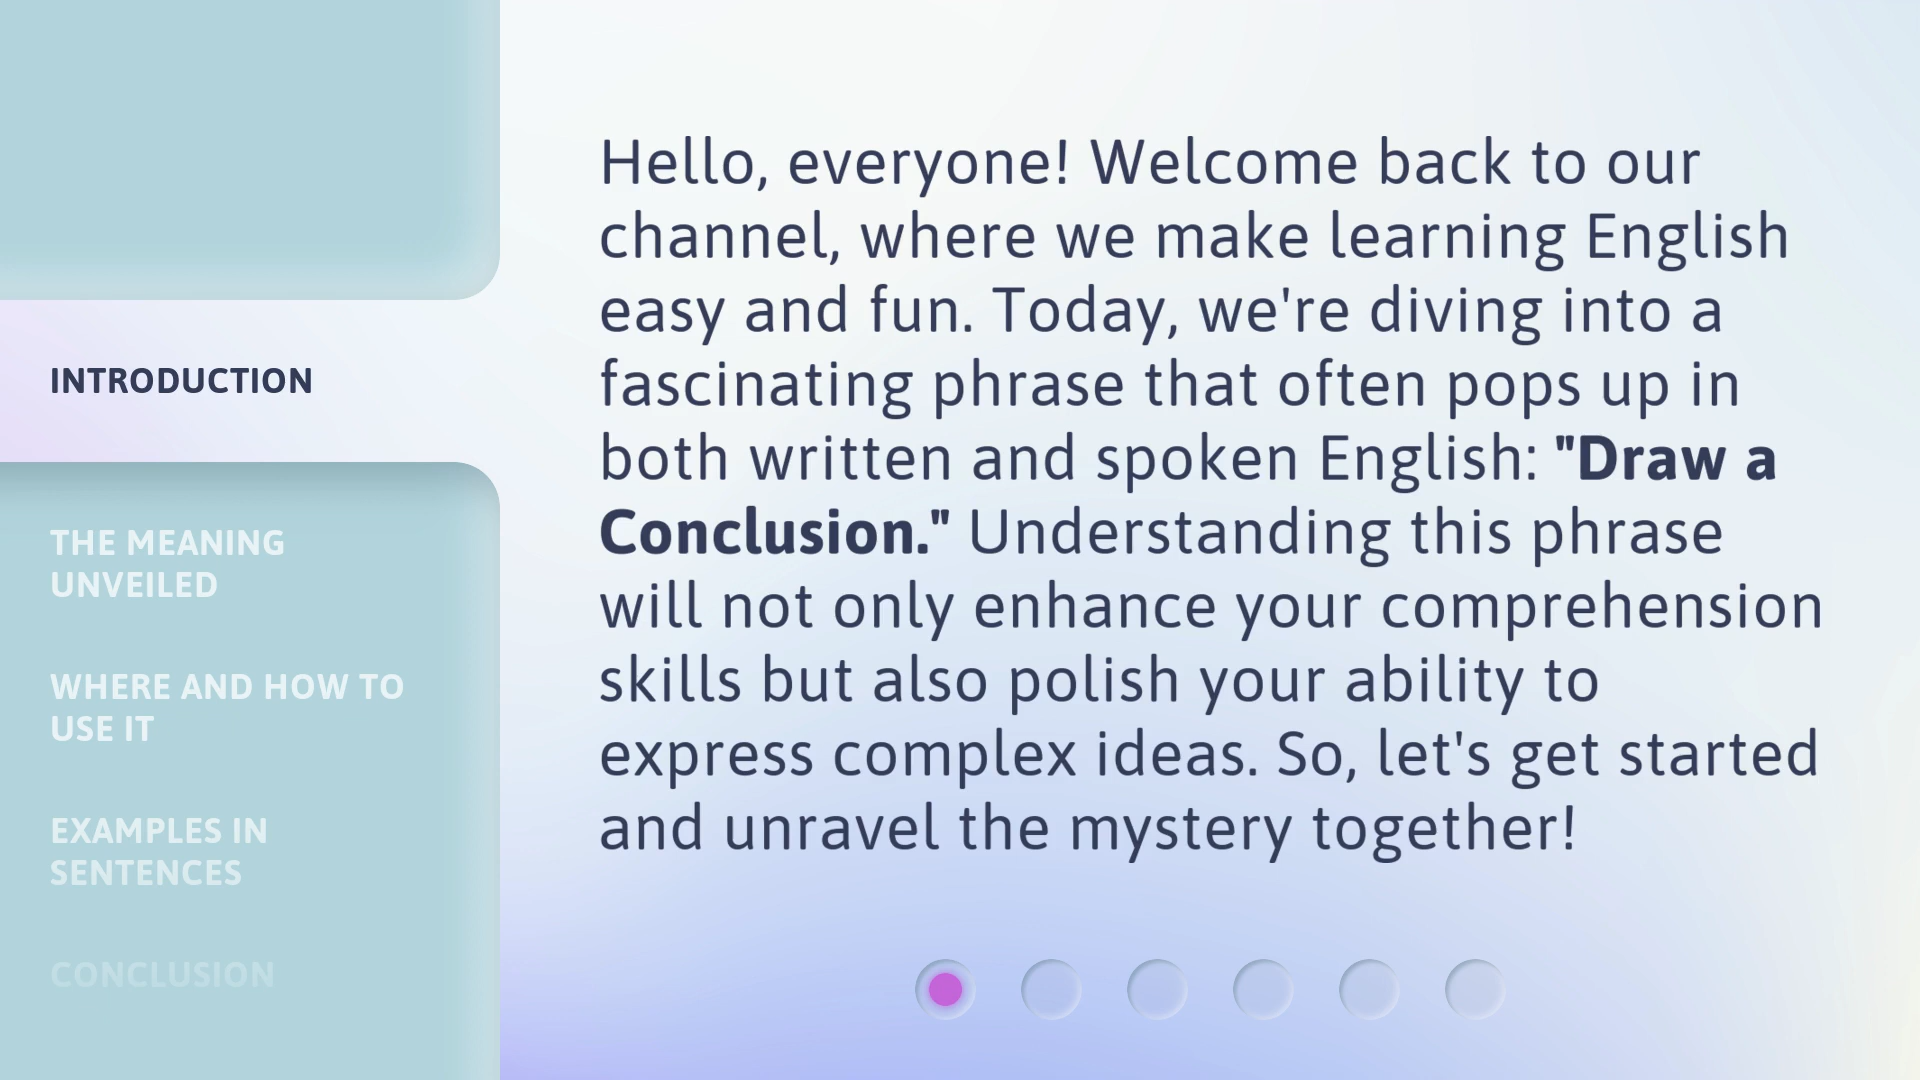 INTRODUCTION
THE MEANING
UNVEILED
WHERE AND HOW TO
USE IT
EXAMPLES IN
SENTENCES
CONCLUSION
Hello, everyone! Welcome back to our
channel, where we make learning English
easy and fun. Today, we're diving into a
fascinating phrase that often pops up in
both written and spoken English: "Draw a
Conclusion." Understanding this phrase
will not only enhance your comprehension
skills but also polish your ability to
express complex ideas. So, let's get started
and unravel the mystery together!